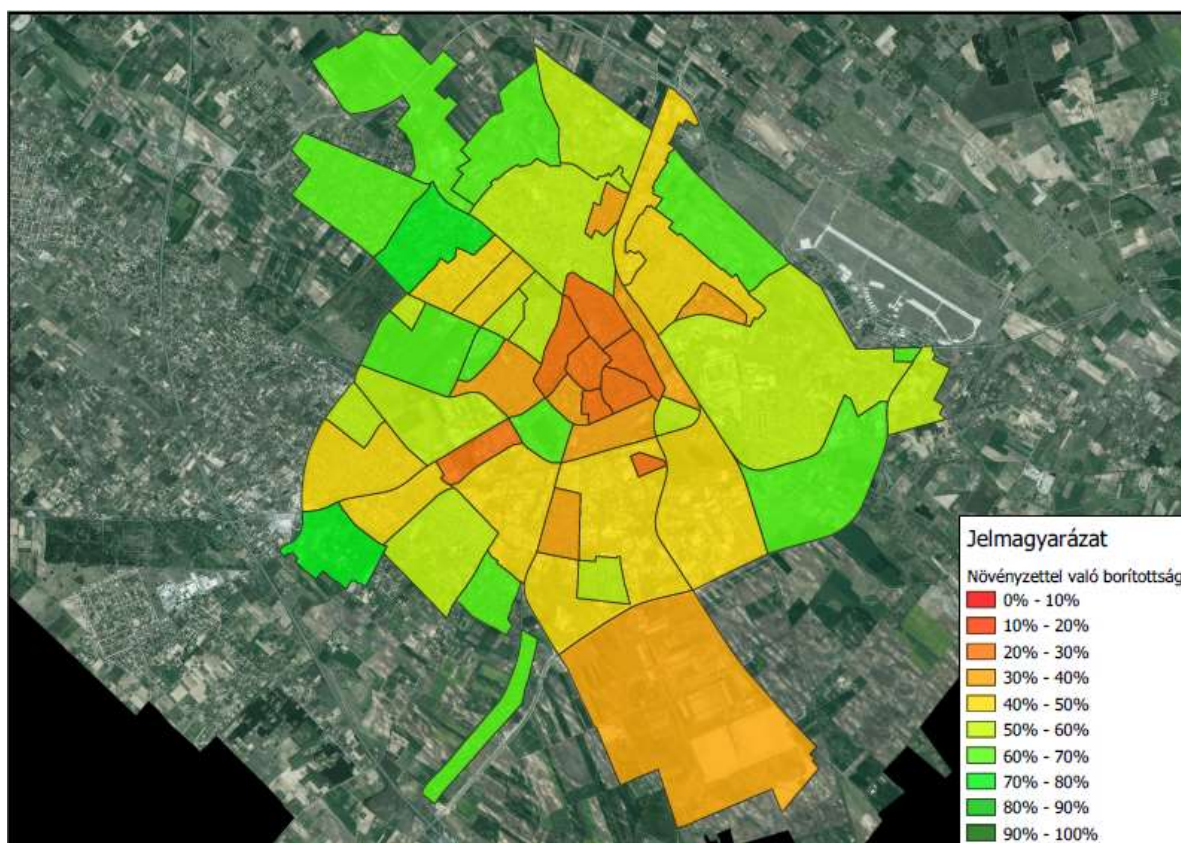 Jelmagyarázat
Növényzettel való borítottság
0% - 10%
10% - 20%
20% - 30%
30% - 40%
40% - 50%
50% - 60%
60% - 70%
70% - 80%
80% - 90%
90% - 100%